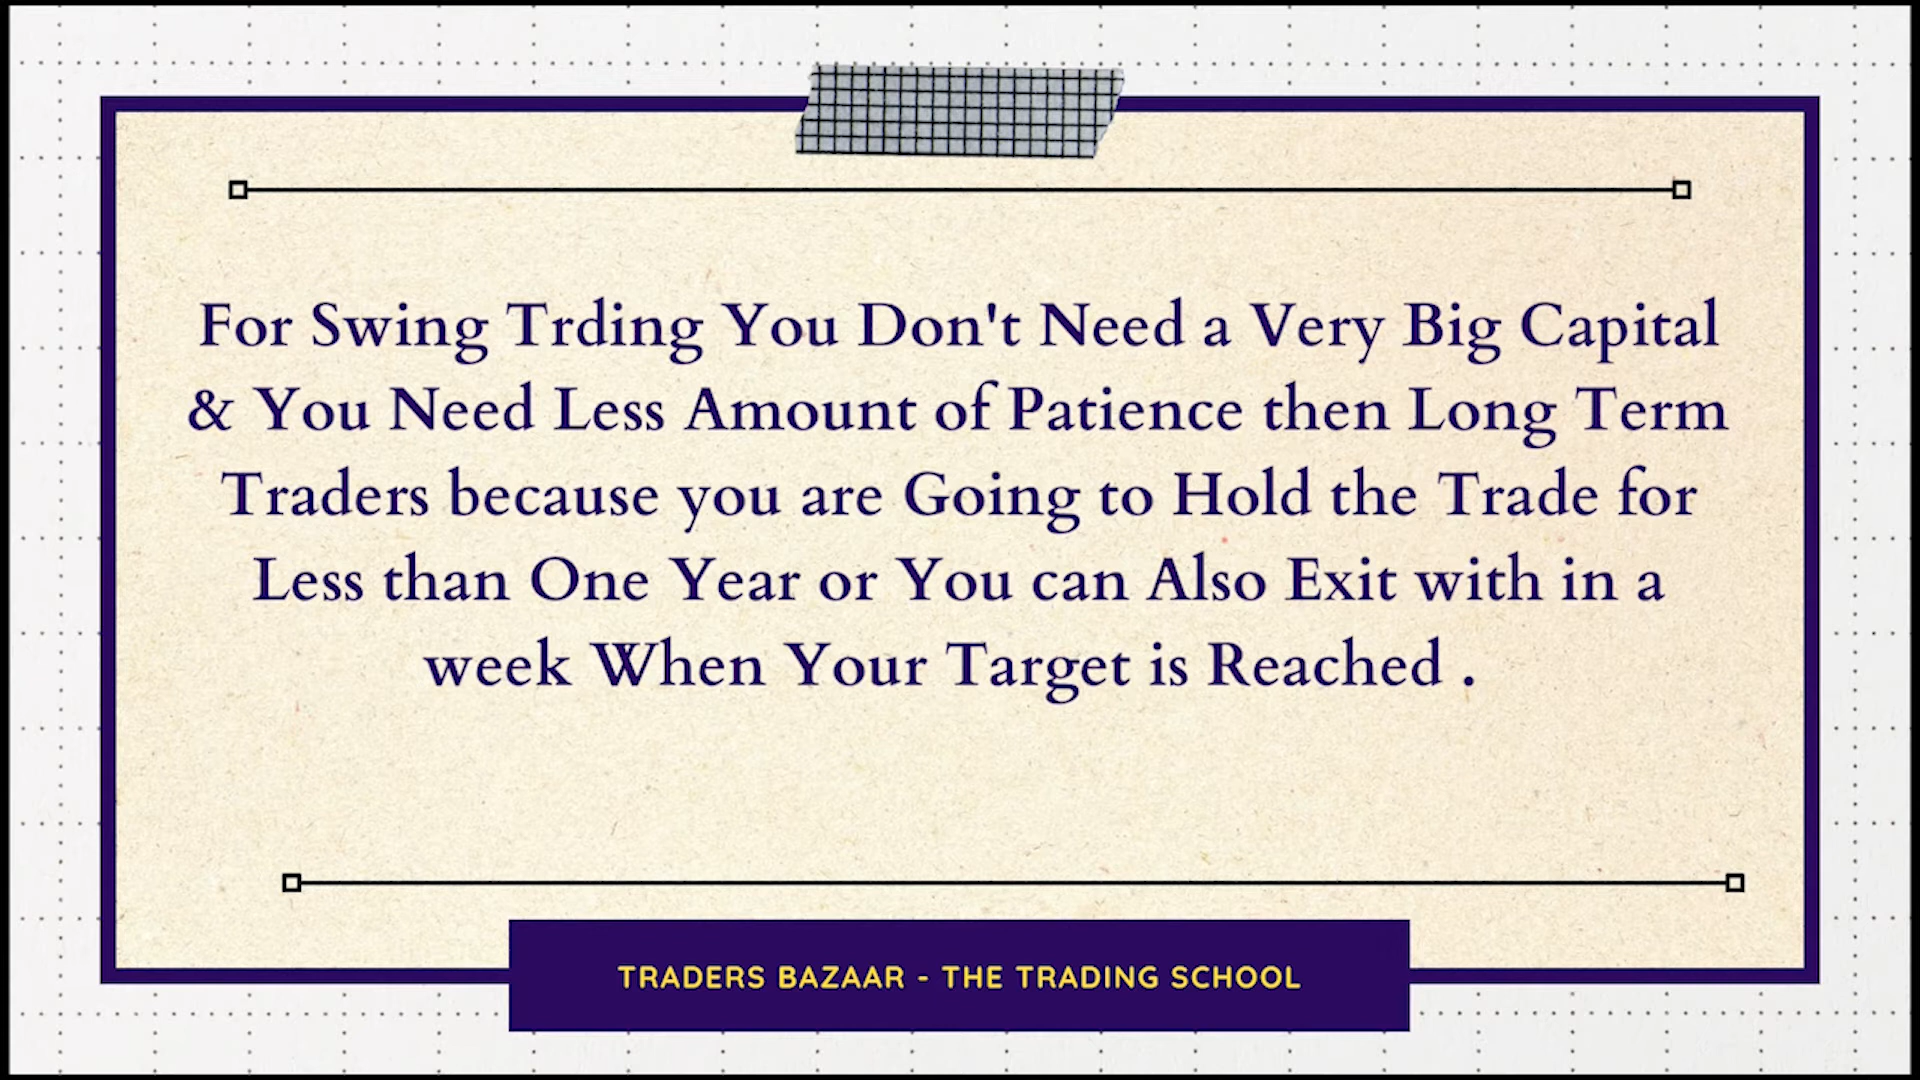 For Swing Trding You Don't Need a Very Big Capital
& You Need Less Amount of Patience then Long Term
Traders because you are Going to Hold the Trade for
Less than One Year or You can Also Exit with in a
week When Your Target is Reached .
TRADERS BAZAAR - THE TRADING SCHOOL